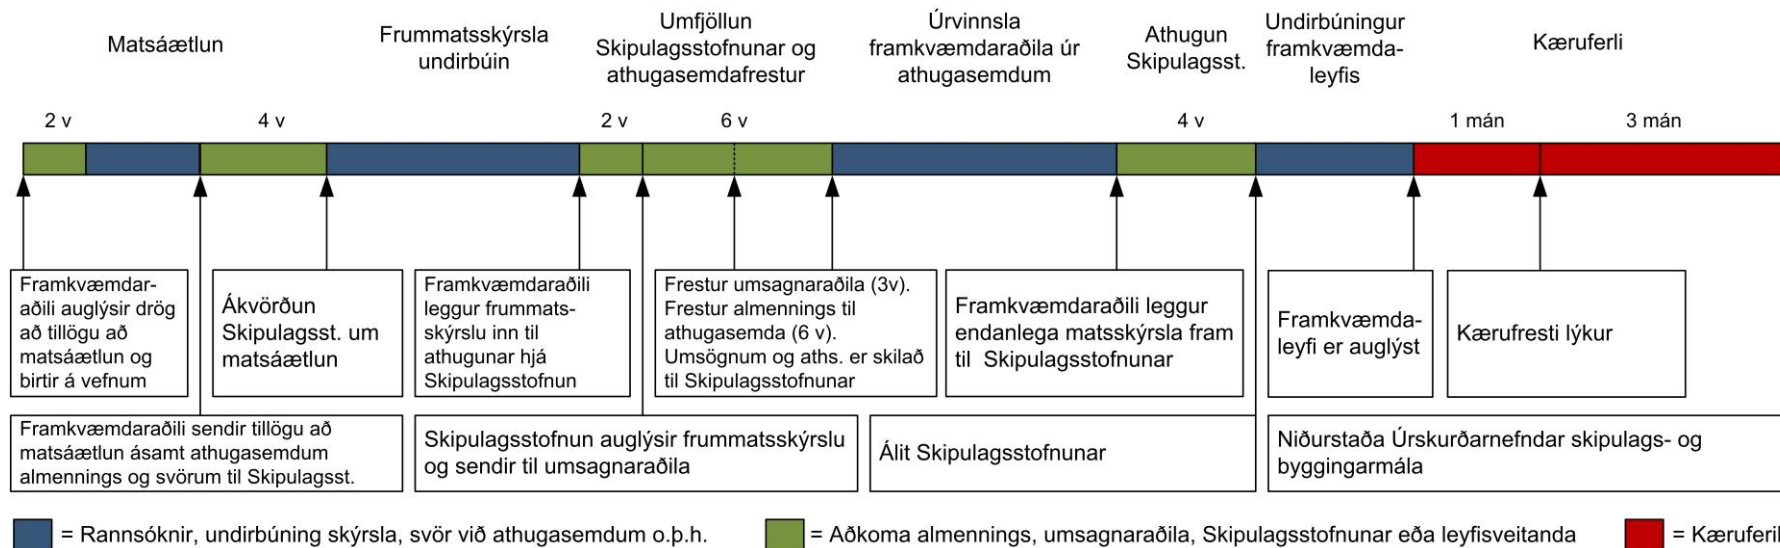 Matsáætlun
Frummatsskýrsla
undirbúin
Umfjöllun
Skipulagsstofnunar og
athugasemdafrestur
Úrvinnsla
framkvæmdaraðila úr
athugasemdum
Athugun
Skipulagsst.
Undirbúningur
framkvæmda-
leyfis
Kæruferli
2 v
4 v
2 v
6 v
4 v
1 mán
3 mán
Framkvæmdar-
aðili auglýsir drög
að tillögu að
matsáætlun og
birtir á vefnum
Ákvörðun
Skipulagsst. um
matsáætlun
Framkvæmdaraðili
leggur frummats-
skýrslu inn til
athugunar hjá
Skipulagsstofnun
Frestur umsagnaraðila (3v).
Frestur almennings til
athugasemda (6 v).
Umsögnum og aths. er skilað
til Skipulagsstofnunar
Framkvæmdaraðili leggur
endanlega matsskýrsla fram
til Skipulagsstofnunar
Framkvæmda-
leyfi er auglýst
Kærufresti lýkur
Framkvæmdaraðili sendir tillögu að
matsáætlun ásamt athugasemdum
almennings og svörum til Skipulagsst.
Skipulagsstofnun auglýsir frummatsskýrslu
og sendir til umsagnaraðila
Álit Skipulagsstofnunar
Niðurstaða Úrskurðarnefndar skipulags- og
byggingarmála
= Rannsóknir, undirbúning skýrsla, svör við athugasemdum o.þ.h.
= Aðkoma almennings, umsagnaraðila, Skipulagsstofnunar eða leyfisveitanda
= Kæruferil